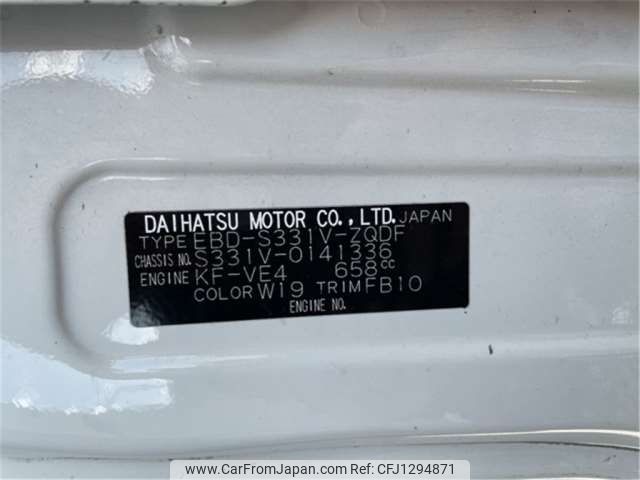 DAIHATSU MOTOR CO.,LTD. JAPAN
TYPE EBD-S331V-ZQDF
CHASSIS NO. S331V-0141336
ENGINE KF-VE4 658cc
COLOR W19 TRIM FB10
ENGINE NO.
www.CarFromJapan.com | Ref-No: CFJ1294871